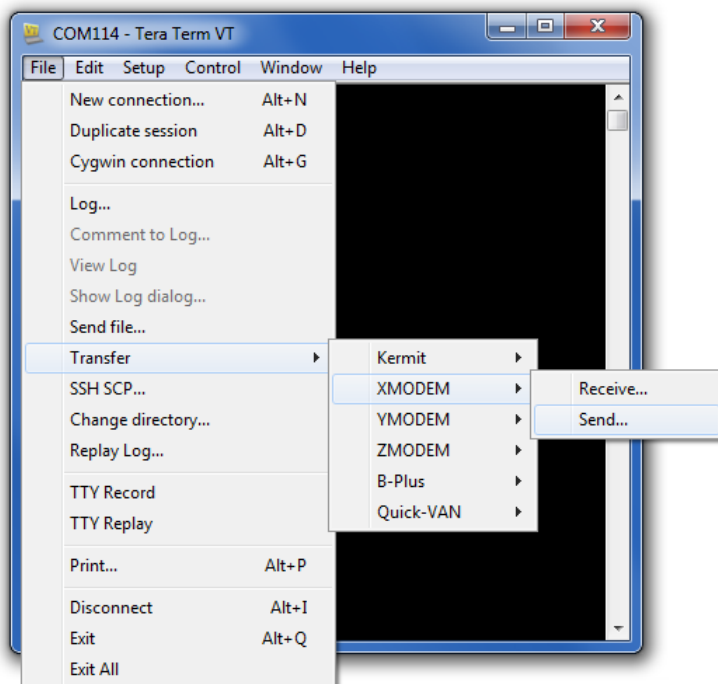 COM114 - Tera Term VT
File Edit Setup Control Window Help
New connection... Alt+N
Duplicate session Alt+D
Cygwin connection Alt+G
Log...
Comment to Log...
View Log
Show Log dialog...
Send file...
Transfer
SSH SCP...
Change directory...
Replay Log...
TTY Record
TTY Replay
Print... Alt+P
Disconnect Alt+I
Exit Alt+Q
Exit All
Kermit
XMODEM
YMODEM
ZMODEM
B-Plus
Quick-VAN
Receive...
Send...